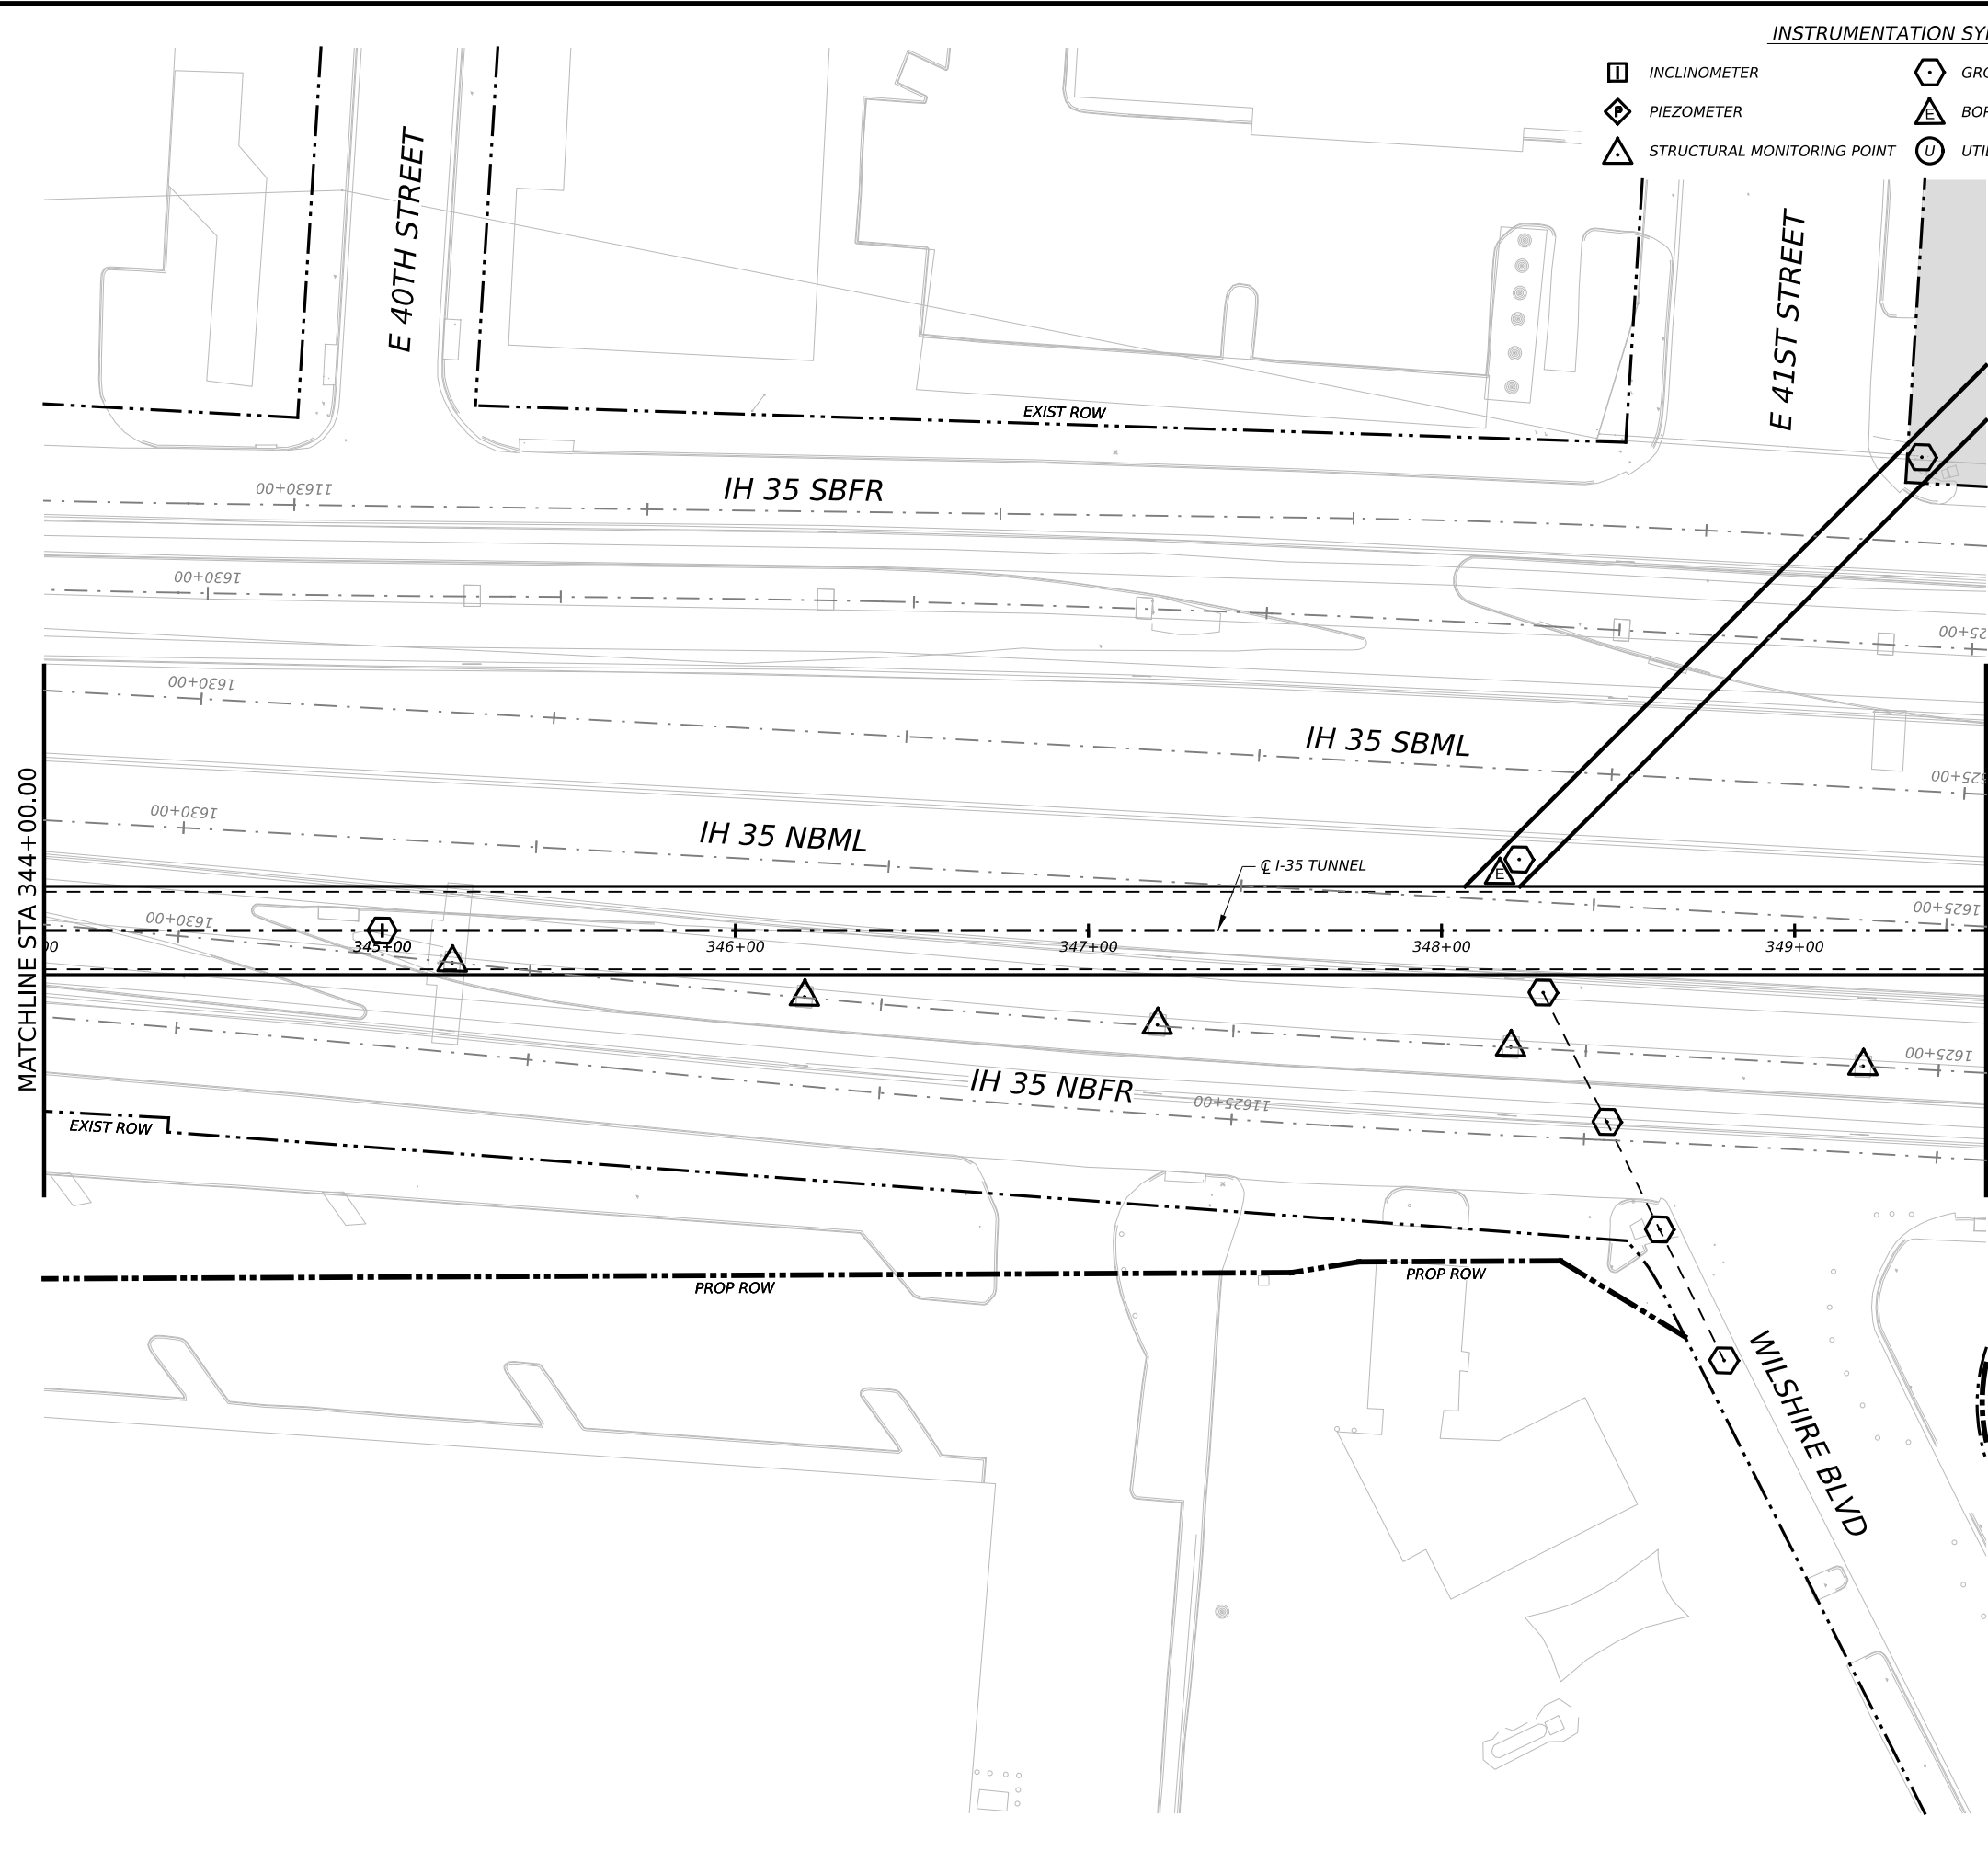 INSTRUMENTATION
INCLINOMETER
PIEZOMETER
E
STRUCTURAL MONITORING POINT
U
E 40TH STREET
E 41ST STREET
EXIST ROW
11630+00
IH 35 SBFR
1630+00
1630+00
IH 35 SBML
MATCHLINE STA 344+00.00
1630+00
IH 35 NBML
℄ I-35 TUNNEL
E
1625+00
1630+00
345+00
346+00
347+00
348+00
349+00
1625+00
IH 35 NBFR
11625+00
EXIST ROW
PROP ROW
PROP ROW
WILSHIRE BLVD